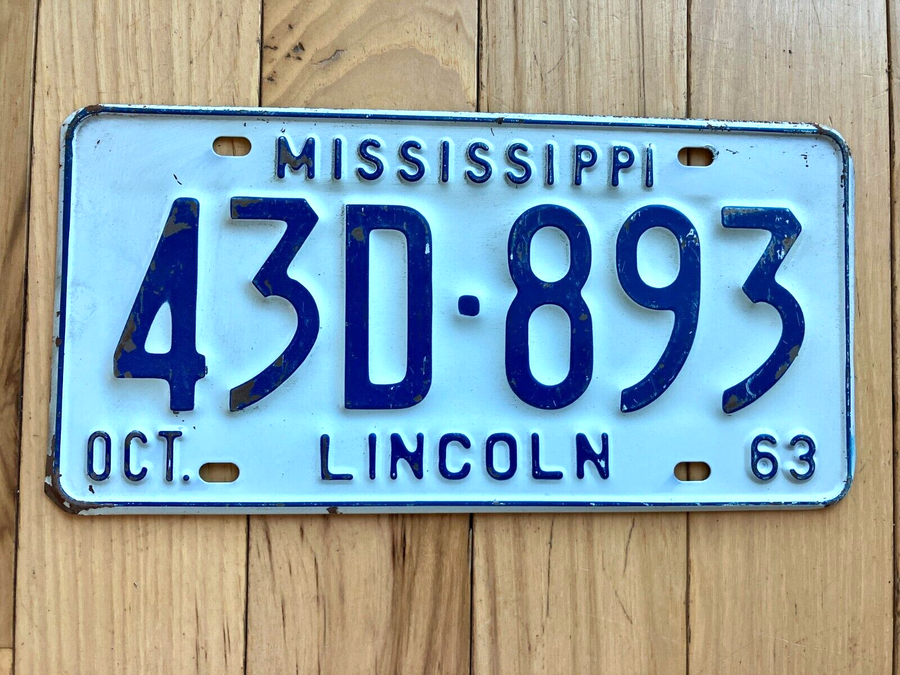 MISSISSIPPI
43D·893
OCT. LINCOLN 63